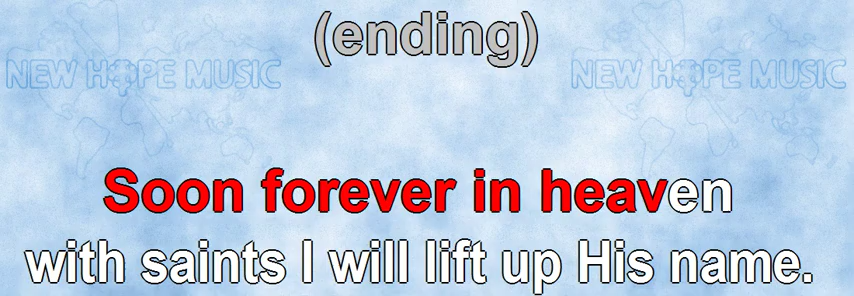 (ending)
NEW HOPE MUSIC NEW HOPE MUSIC
Soon forever in heaven
with saints I will lift up His name.